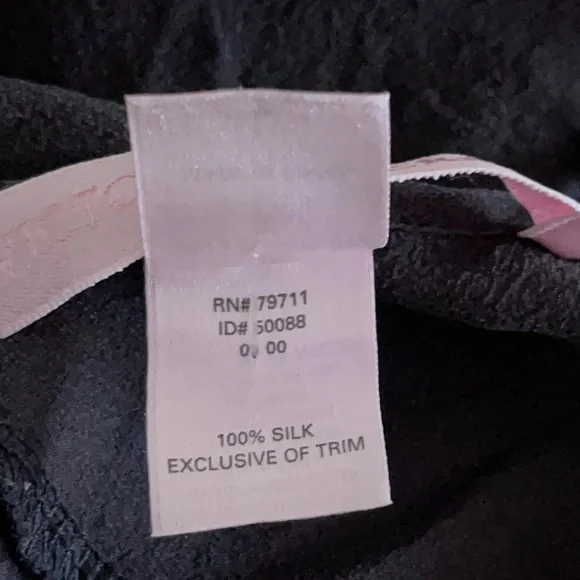 RN# 79711
ID# 50088
00
100% SILK
EXCLUSIVE OF TRIM